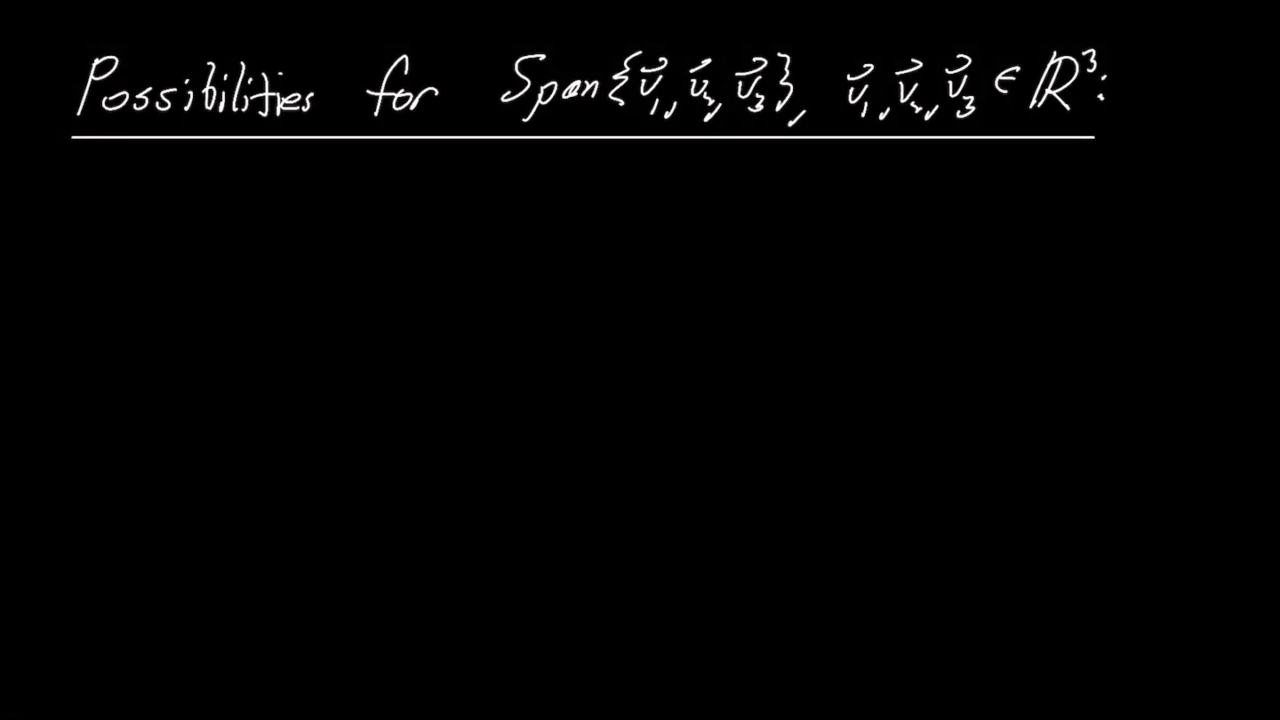 Possibilities for Span{v⃗₁, v⃗₂, v⃗₃}, v⃗₁, v⃗₂, v⃗₃ ∈ ℝ³: